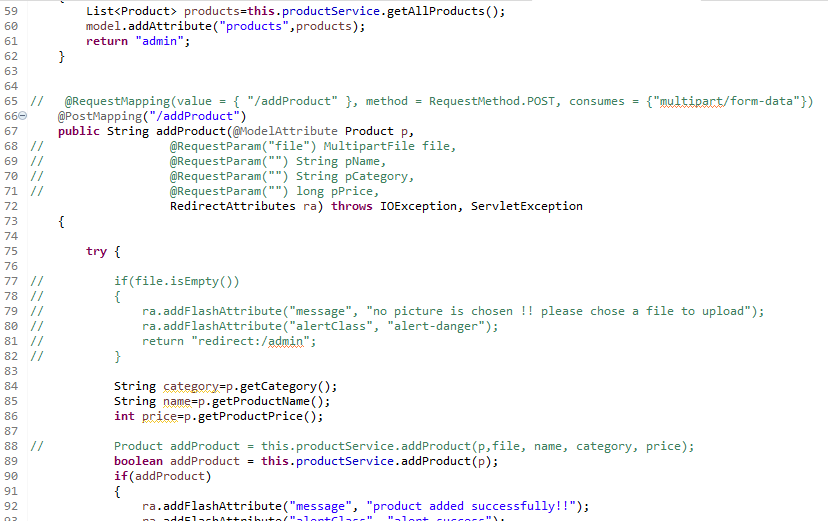 59 List<Product> products=this.productService.getAllProducts();
60 model.addAttribute("products",products);
61 return "admin";
62 }
63
64
65 // @RequestMapping(value = { "/addProduct" }, method = RequestMethod.POST, consumes = {"multipart/form-data"})
66 @PostMapping("/addProduct")
67 public String addProduct(@ModelAttribute Product p,
68 // @RequestParam("file") MultipartFile file,
69 // @RequestParam("") String pName,
70 // @RequestParam("") String pCategory,
71 // @RequestParam("") long pPrice,
72 RedirectAttributes ra) throws IOException, ServletException
73 {
74
75 try {
76
77 // if(file.isEmpty())
78 // {
79 // ra.addFlashAttribute("message", "no picture is chosen !! please chose a file to upload");
80 // ra.addFlashAttribute("alertClass", "alert-danger");
81 // return "redirect:/admin";
82 // }
83
84 String category=p.getCategory();
85 String name=p.getProductName();
86 int price=p.getProductPrice();
87
88 // Product addProduct = this.productService.addProduct(p,file, name, category, price);
89 boolean addProduct = this.productService.addProduct(p);
90 if(addProduct)
91 {
92 ra.addFlashAttribute("message", "product added successfully!!");
93 ra.addFlashAttribute("alertClass", "alert-success");